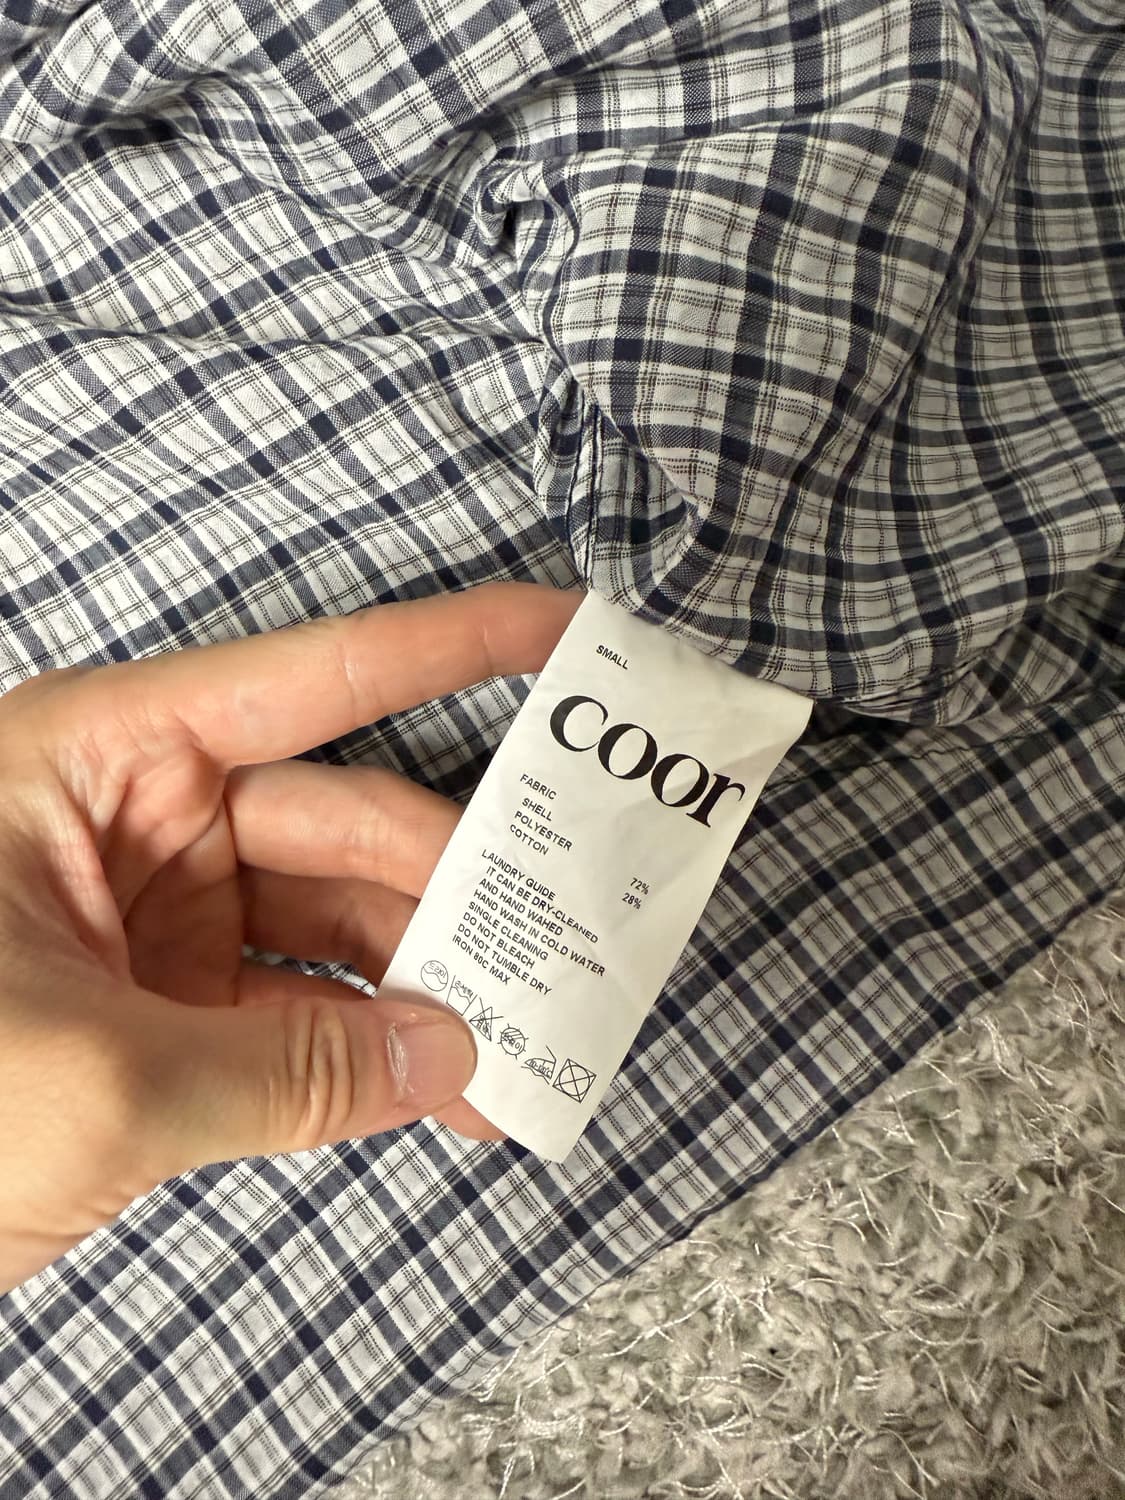 SMALL
coor
FABRIC
SHELL
POLYESTER 72%
COTTON 28%
LAUNDRY GUIDE
IT CAN BE DRY-CLEANED
AND HAND WAHED
HAND WASH IN COLD WATER
SINGLE CLEANING
DO NOT BLEACH
DO NOT TUMBLE DRY
IRON 80C MAX